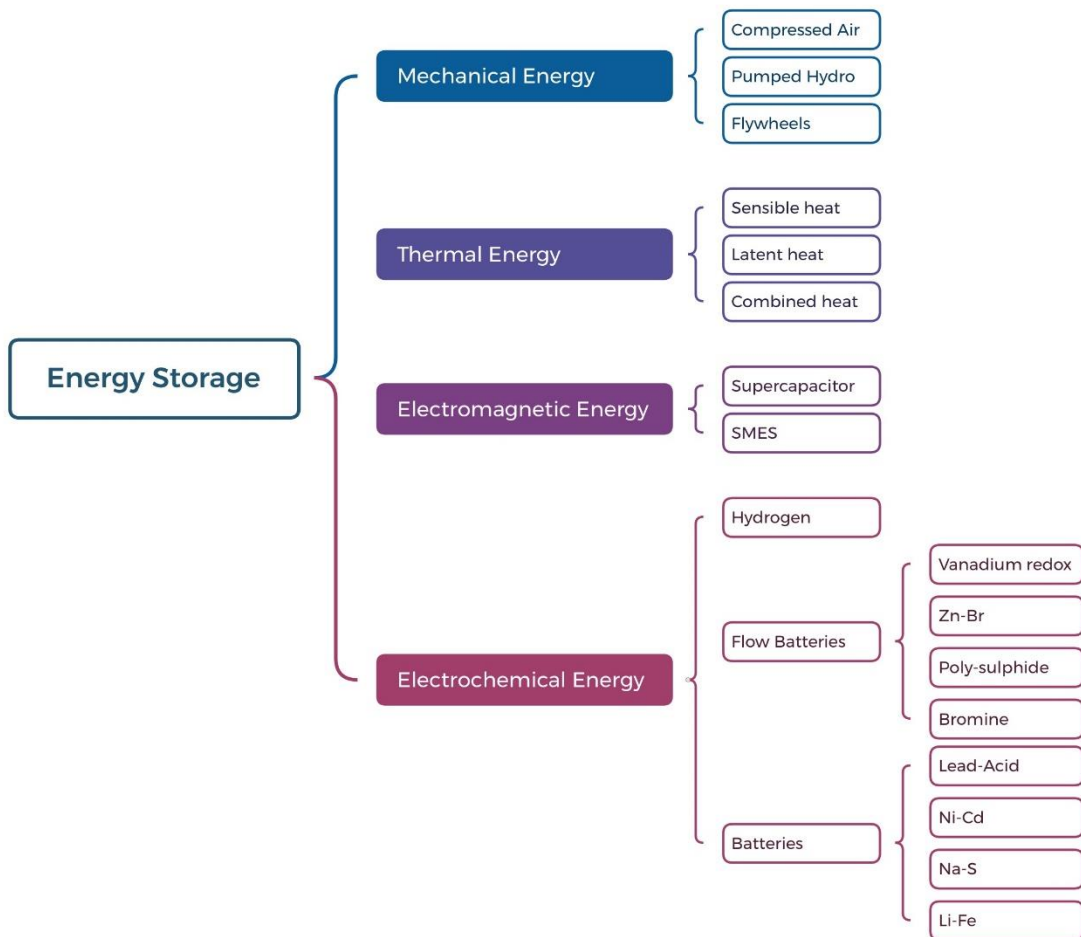 Energy Storage
Mechanical Energy
Compressed Air
Pumped Hydro
Flywheels
Thermal Energy
Sensible heat
Latent heat
Combined heat
Electromagnetic Energy
Supercapacitor
SMES
Electrochemical Energy
Hydrogen
Flow Batteries
Vanadium redox
Zn-Br
Poly-sulphide
Bromine
Batteries
Lead-Acid
Ni-Cd
Na-S
Li-Fe